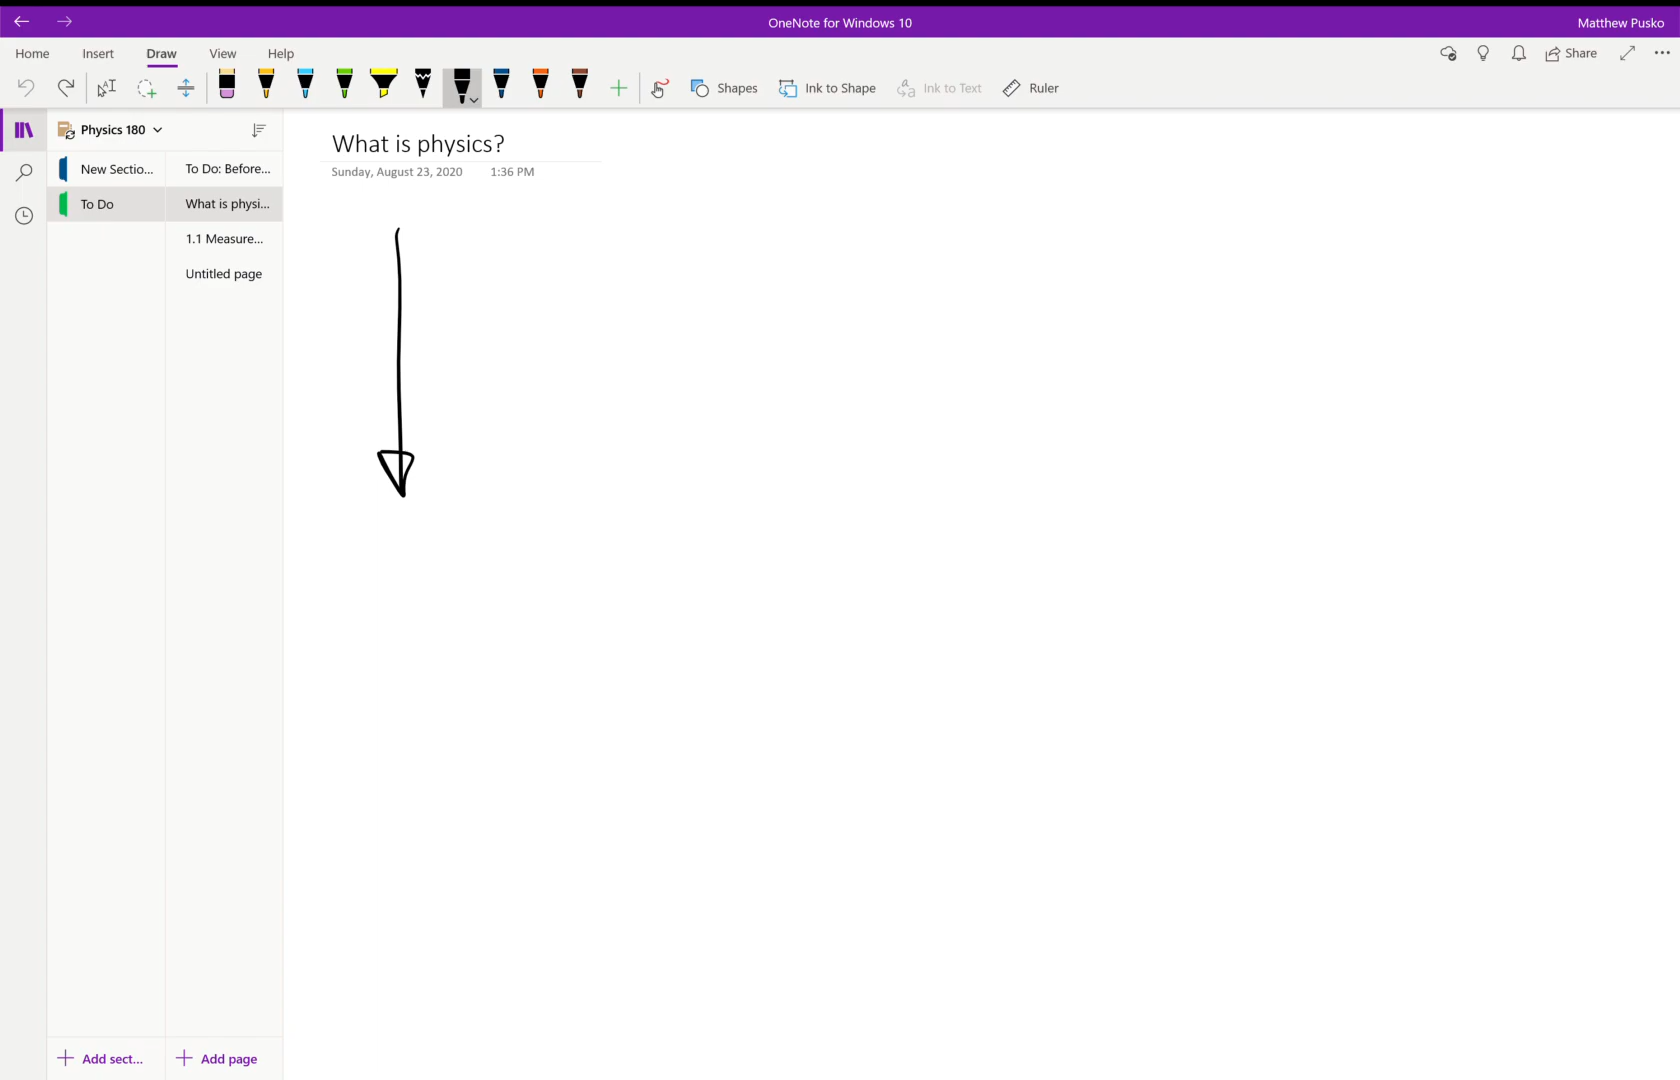 OneNote for Windows 10
Matthew Pusko
Home Insert Draw View Help
Share
Shapes Ink to Shape Ink to Text Ruler
Physics 180
New Sectio...
To Do
To Do: Before...
What is physi...
1.1 Measure...
Untitled page
What is physics?
Sunday, August 23, 2020 1:36 PM
Add sect...
Add page